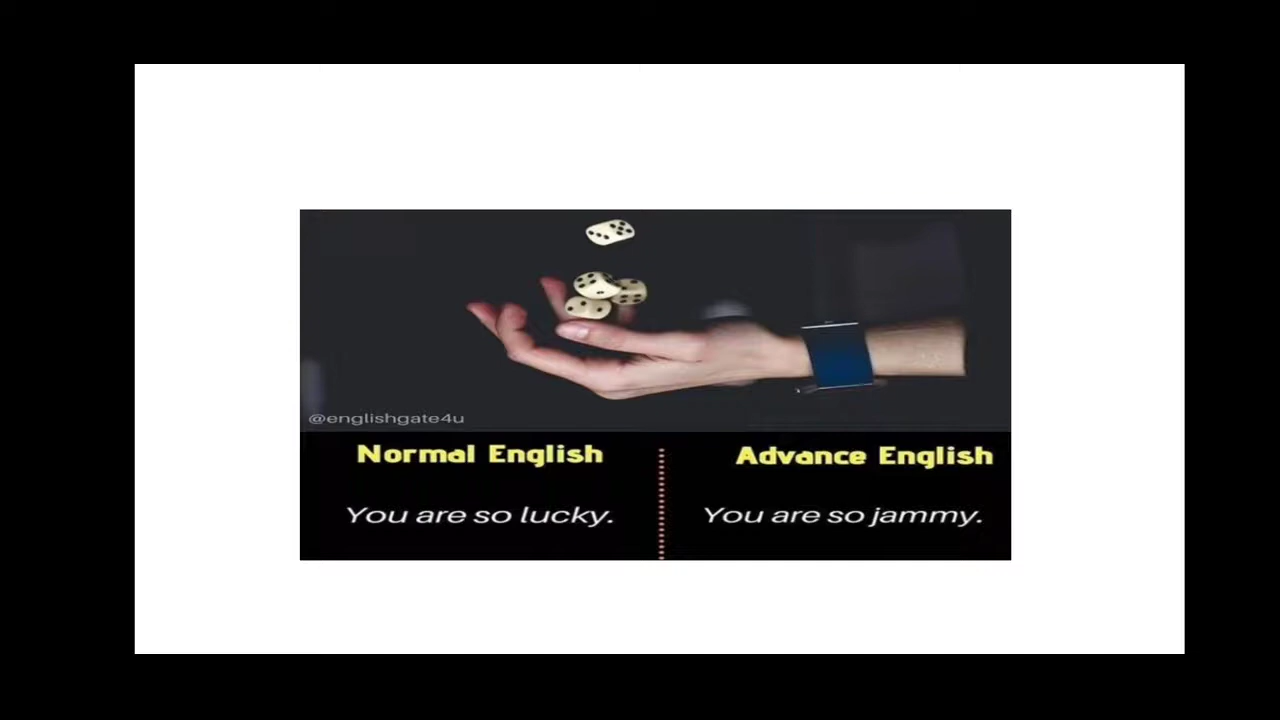 @englishgate4u
Normal English
Advance English
You are so lucky.
You are so jammy.